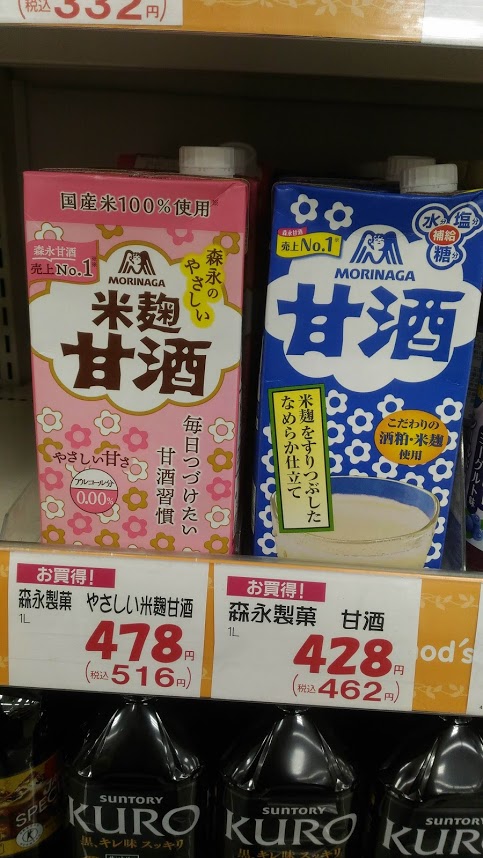 (税込332円)
国産米100%使用※
森永甘酒
売上No.1
MORINAGA
森永の
やさしい
米麹
甘酒
毎日つづけたい
甘酒習慣
やさしい甘さ
アルコール分
0.00%
森永甘酒
売上No.1※
MORINAGA
水分
塩分
補給
糖分
甘酒
米麹をすりつぶした
なめらか仕立て
こだわりの
酒粕・米麹
使用
お買得!
森永製菓 やさしい米麹甘酒
1L
478円
(税込516円)
お買得!
森永製菓 甘酒
1L
428円
(税込462円)
ood's
SPEC
SUNTORY
KURO
黒、キレ味スッキリ
SUNTORY
KURO
黒、キレ味スッキリ
SUNTORY
KURO